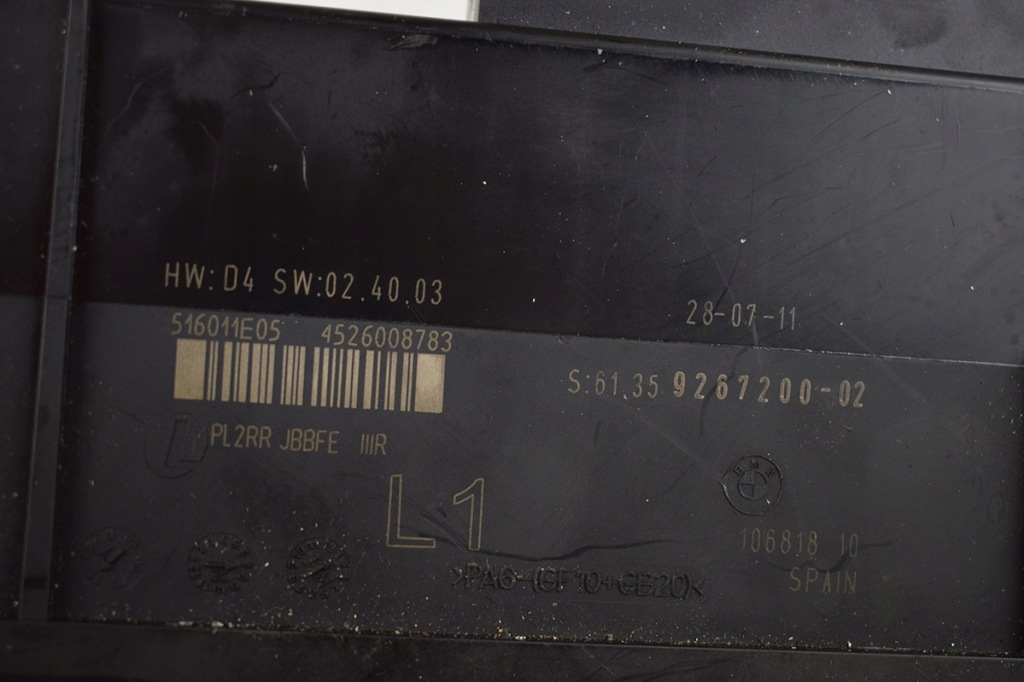 HW: D4 SW:02.40.03
28-07-11
516011E05 4526008783
S:61.35 9267200-02
PL2RR JBBFE IIIR
L1
BMW
106818 10
>PA6-(GF10+GB20)<
SPAIN